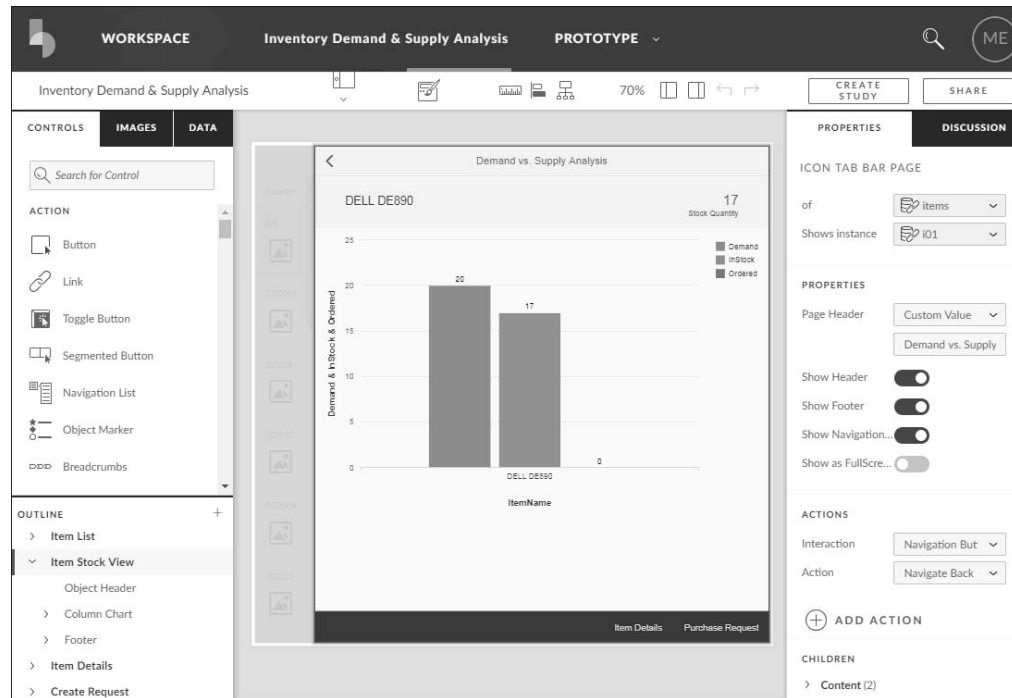 WORKSPACE
Inventory Demand & Supply Analysis
PROTOTYPE
ME
Inventory Demand & Supply Analysis
70%
CREATE STUDY
SHARE
CONTROLS
IMAGES
DATA
Search for Control
ACTION
Button
Link
Toggle Button
Segmented Button
Navigation List
Object Marker
Breadcrumbs
OUTLINE
Item List
Item Stock View
Object Header
Column Chart
Footer
Item Details
Create Request
Search
Demand vs. Supply Analysis
DELL DE890
17
Stock Quantity
Demand
InStock
Ordered
Demand & InStock & Ordered
25
20
15
10
5
0
20
17
0
DELL DE890
ItemName
Item Details
Purchase Request
PROPERTIES
DISCUSSION
ICON TAB BAR PAGE
of
items
Shows instance
i01
PROPERTIES
Page Header
Custom Value
Demand vs. Supply
Show Header
Show Footer
Show Navigation...
Show as FullScre...
ACTIONS
Interaction
Navigation But
Action
Navigate Back
ADD ACTION
CHILDREN
Content (2)